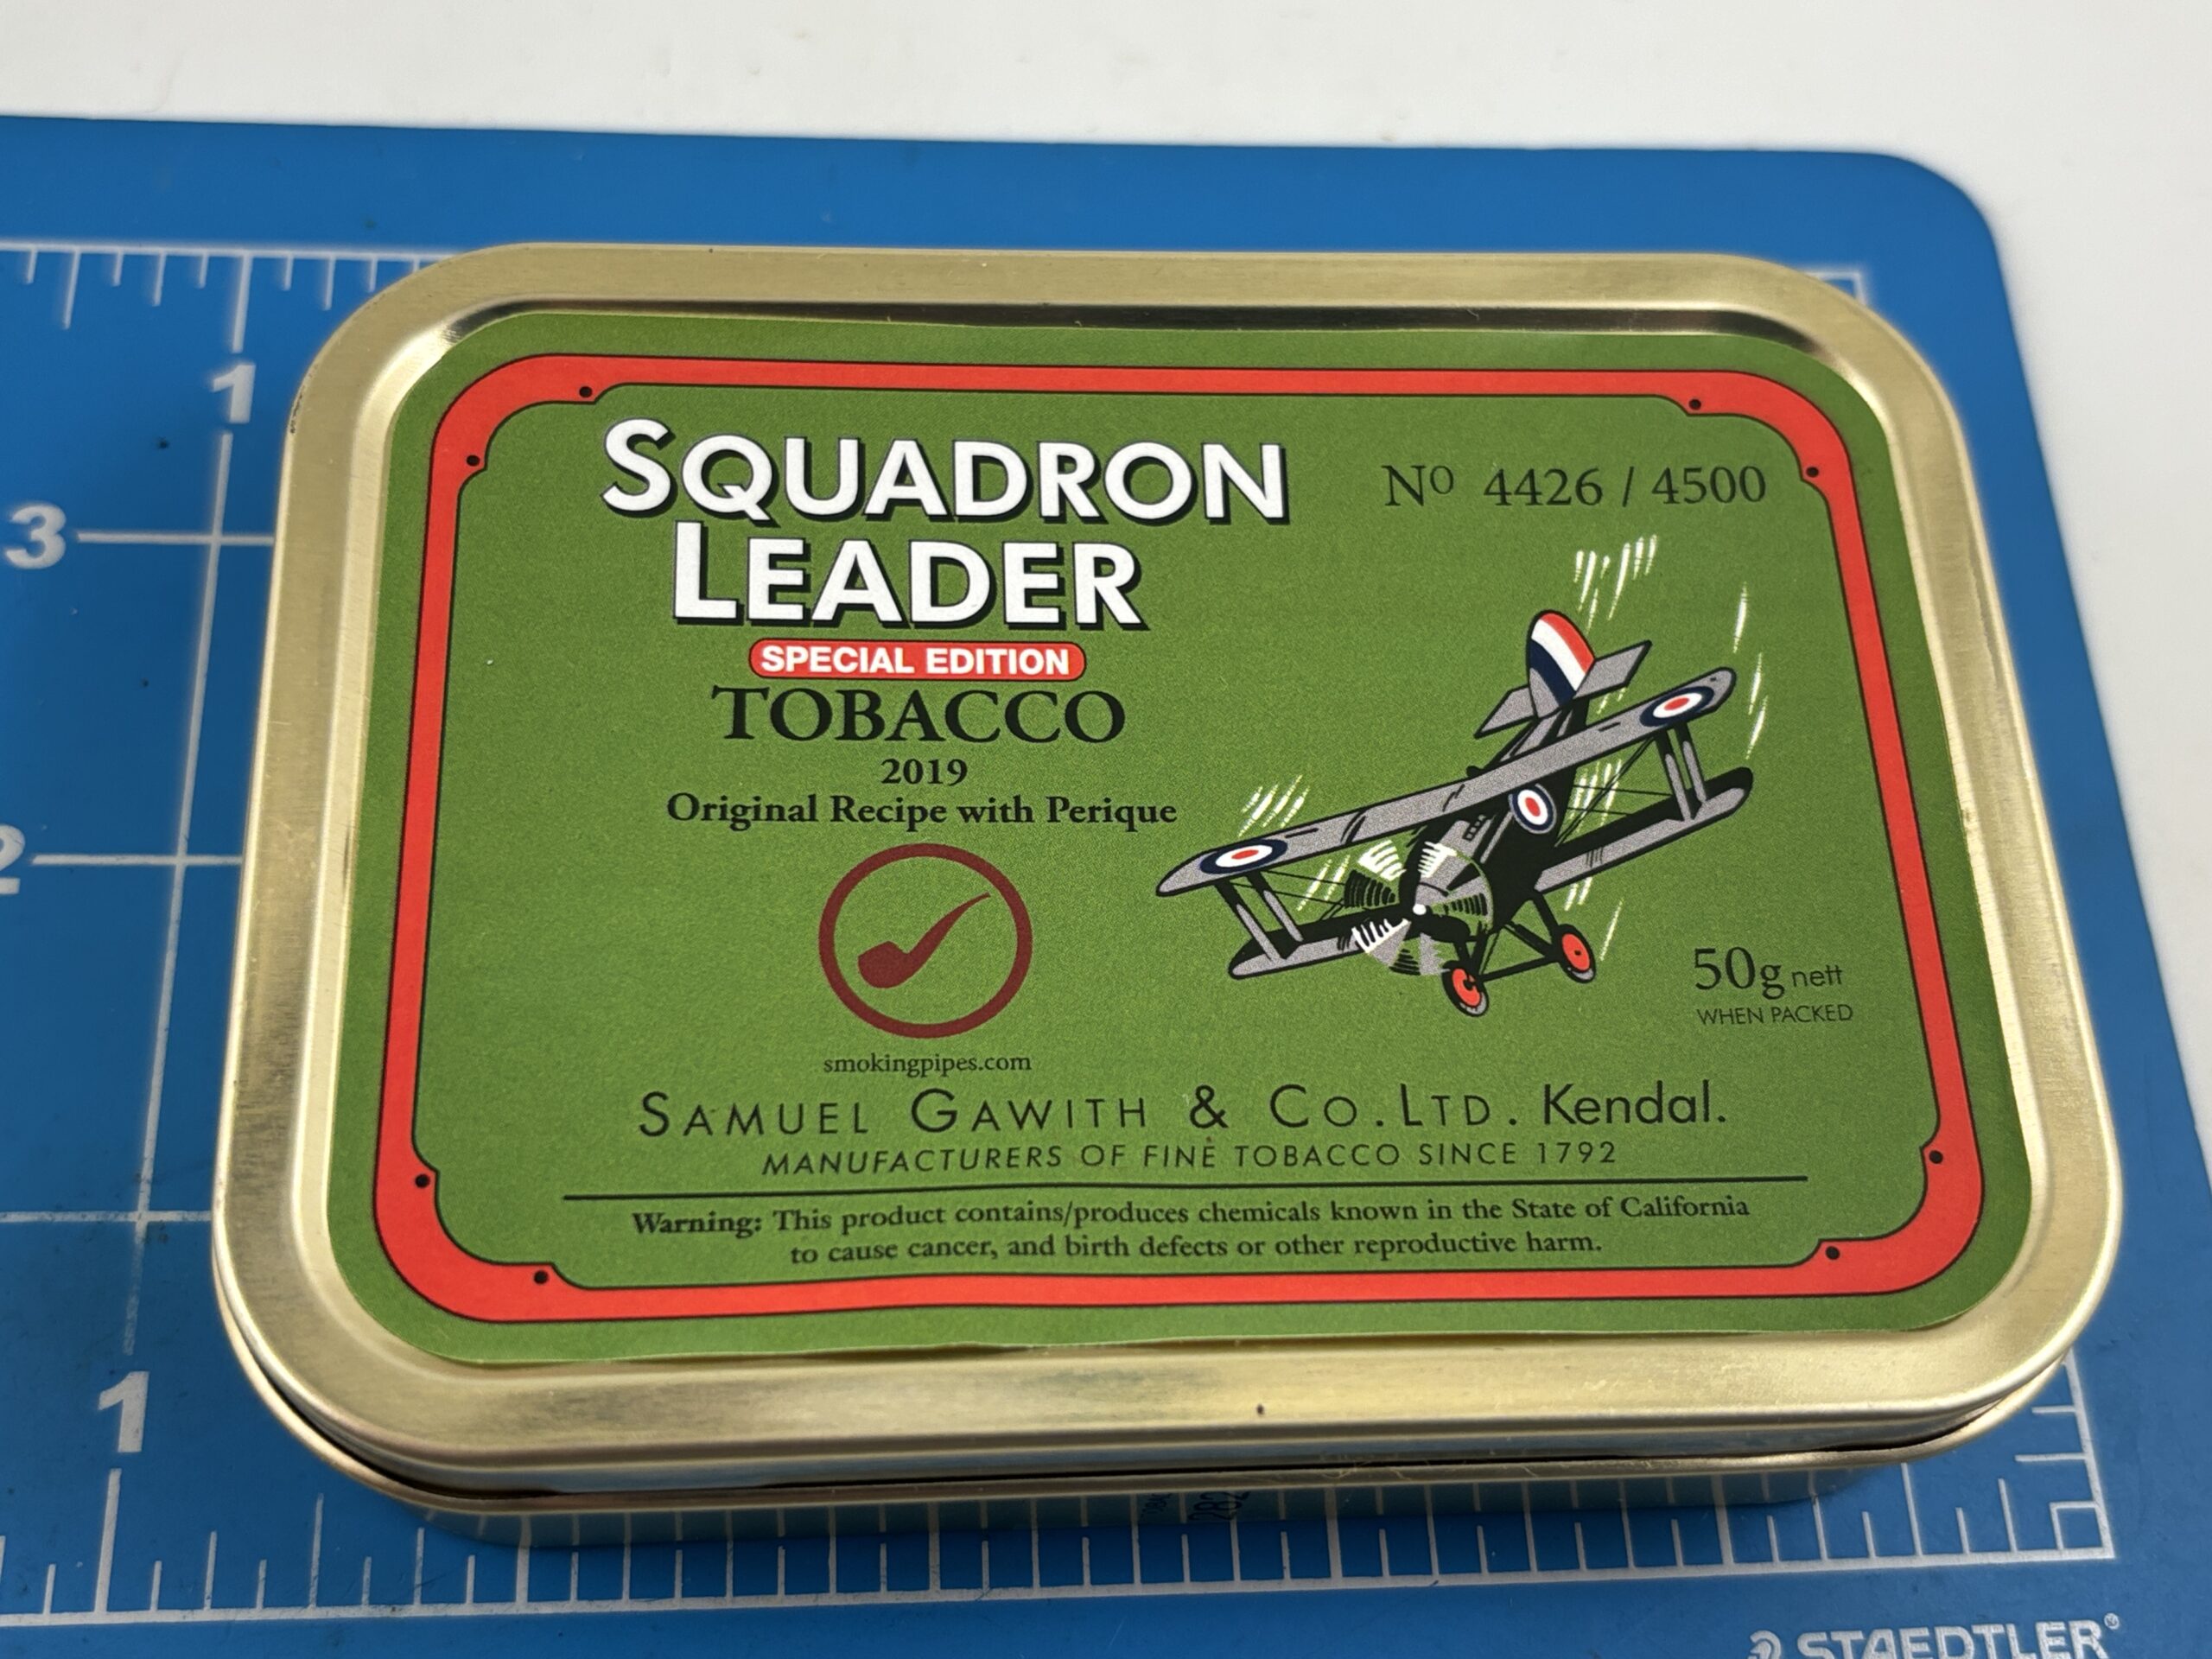 1
3
2
1
SQUADRON
LEADER
SPECIAL EDITION
TOBACCO
2019
Original Recipe with Perique
smokingpipes.com
Nº 4426 / 4500
50g nett
WHEN PACKED
SAMUEL GAWITH & CO.LTD. Kendal.
MANUFACTURERS OF FINE TOBACCO SINCE 1792
Warning: This product contains/produces chemicals known in the State of California
to cause cancer, and birth defects or other reproductive harm.
STAEDTLER®